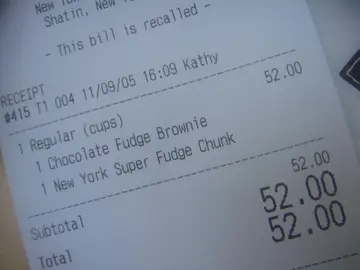 New York
Shatin, New
- This bill is recalled -
RECEIPT
#415 T1 004 11/09/05 16:09 Kathy
1 Regular (cups) 52.00
1 Chocolate Fudge Brownie
1 New York Super Fudge Chunk
Subtotal 52.00
Total 52.00
52.00